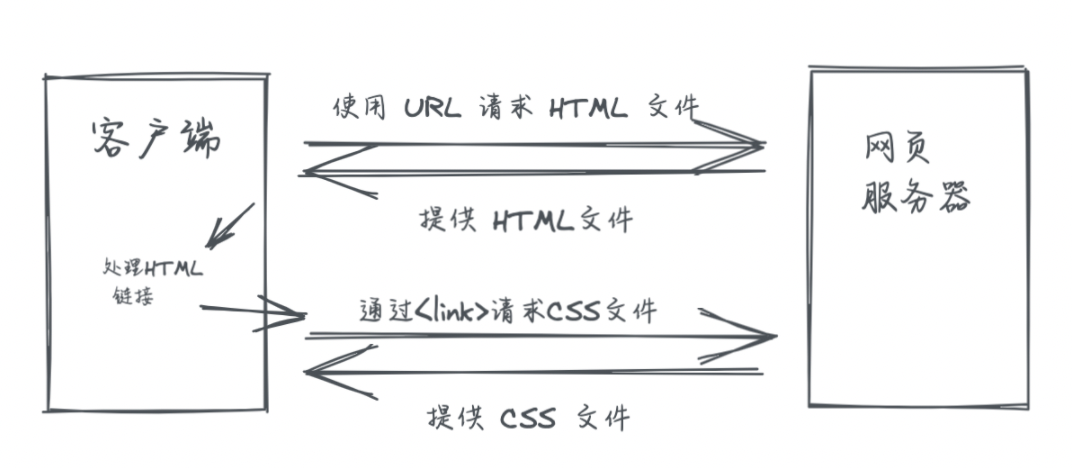 客户端
使用 URL 请求 HTML 文件
网页
服务器
提供 HTML文件
处理HTML
链接
通过<link>请求CSS文件
提供 CSS 文件